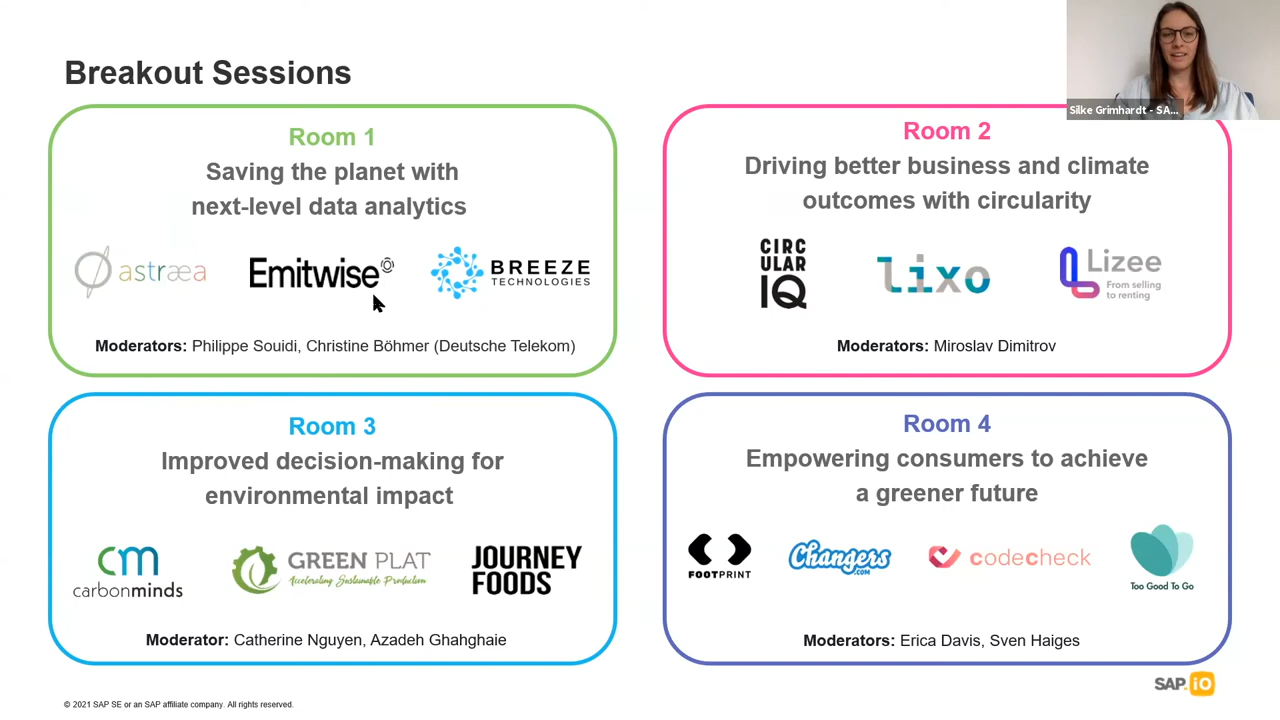 Breakout Sessions
Silke Grimhardt - SA...
Room 1
Saving the planet with
next-level data analytics
astræa
Emitwise
BREEZE
TECHNOLOGIES
Moderators: Philippe Souidi, Christine Böhmer (Deutsche Telekom)
Room 2
Driving better business and climate
outcomes with circularity
CIRC
ULAR
IQ
lixo
Lizee
From selling
to renting
Moderators: Miroslav Dimitrov
Room 3
Improved decision-making for
environmental impact
cm
carbonminds
GREEN PLAT
Accelerating Sustainable Production
JOURNEY
FOODS
Moderator: Catherine Nguyen, Azadeh Ghahghaie
Room 4
Empowering consumers to achieve
a greener future
FOOTPRINT
Changers
.COM
codecheck
Too Good To Go
Moderators: Erica Davis, Sven Haiges
SAP.iO
© 2021 SAP SE or an SAP affiliate company. All rights reserved.